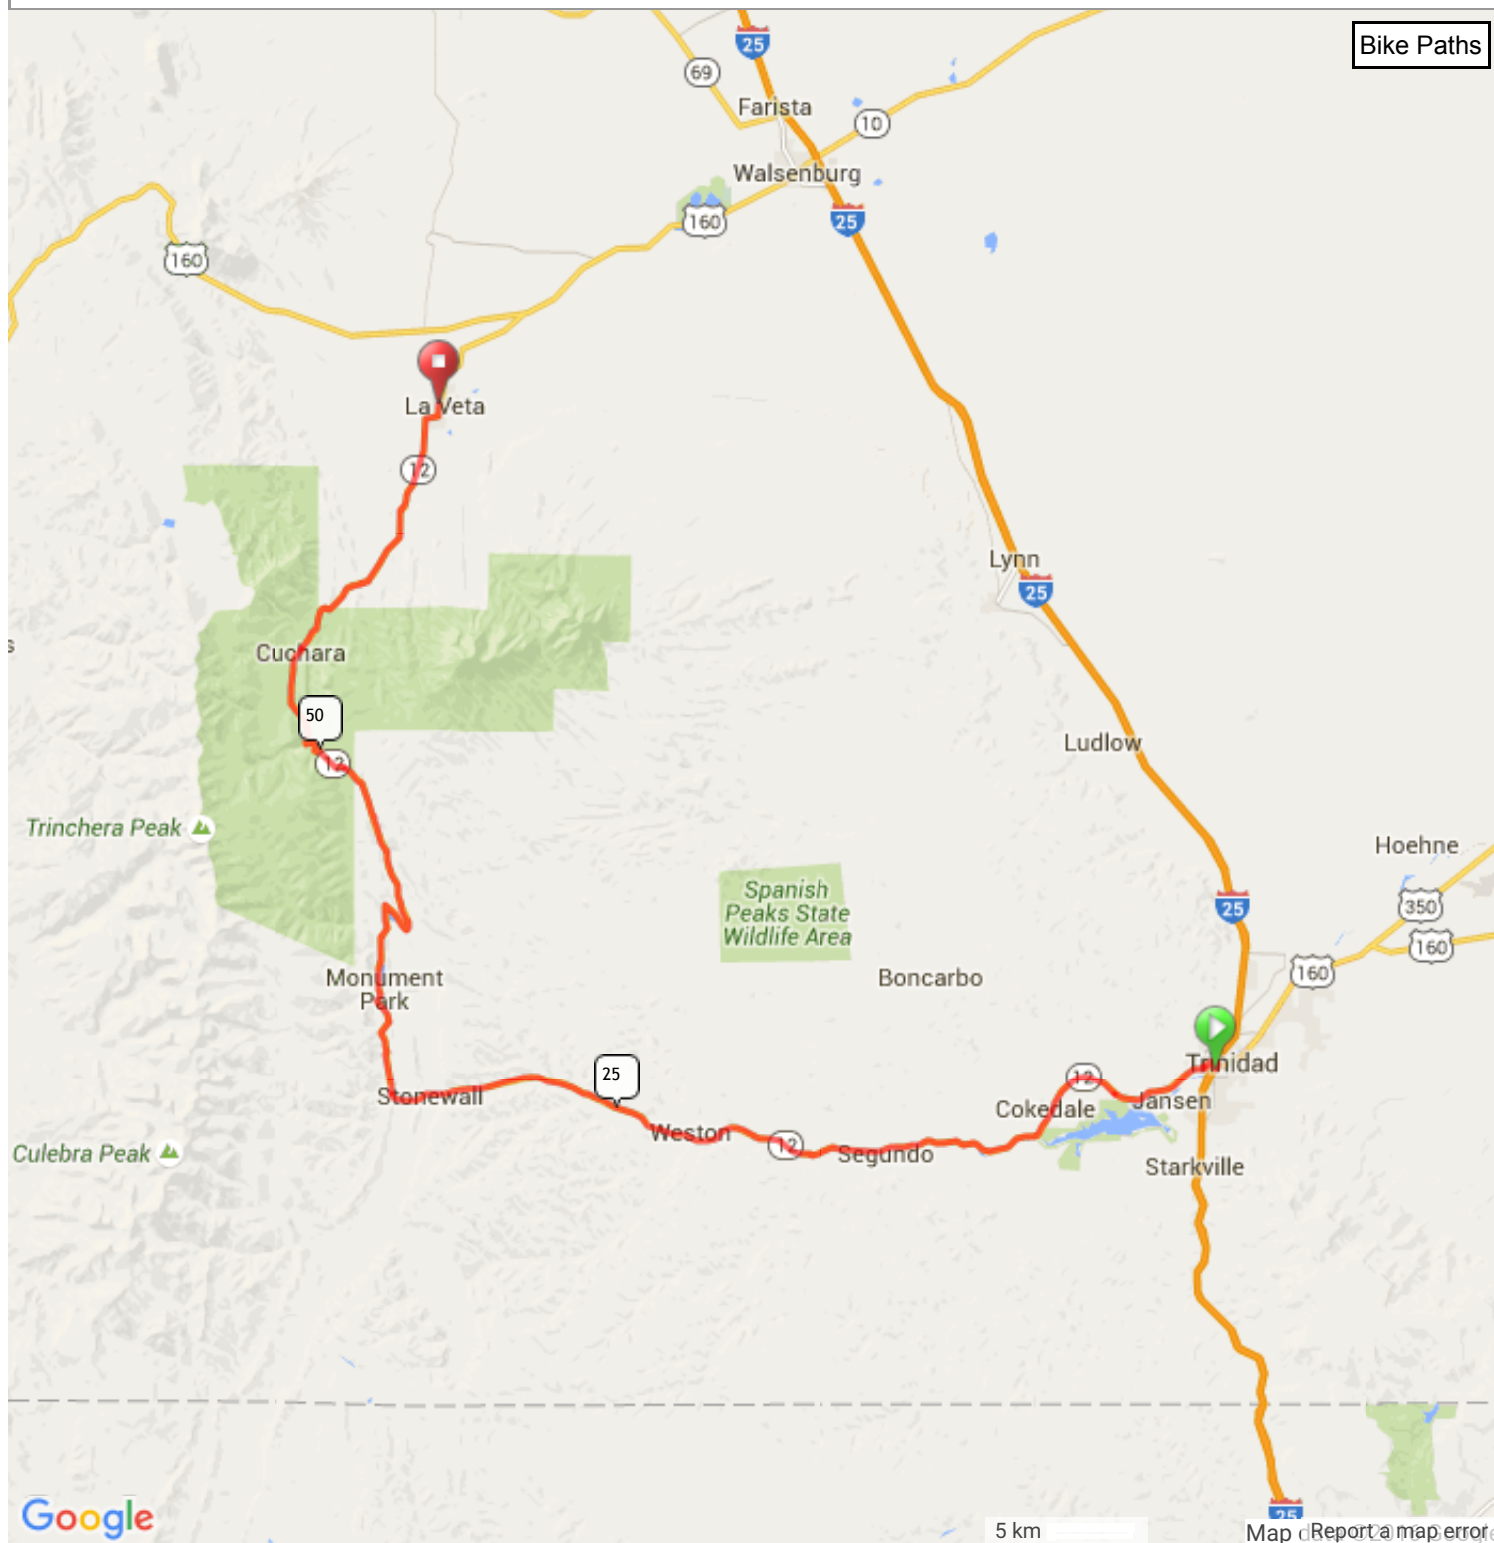 Bike Paths
25
69
Farista
10
Walsenburg
160
25
160
La Veta
12
Lynn
25
Cuchara
50
12
Ludlow
Trinchera Peak
Hoehne
Spanish
Peaks State
Wildlife Area
350
25
160
160
Monument
Park
Boncarbo
Trinidad
25
12
Stonewall
Jansen
Cokedale
Weston
12
Segundo
Culebra Peak
Starkville
Google
5 km
25
Map
Report a map error